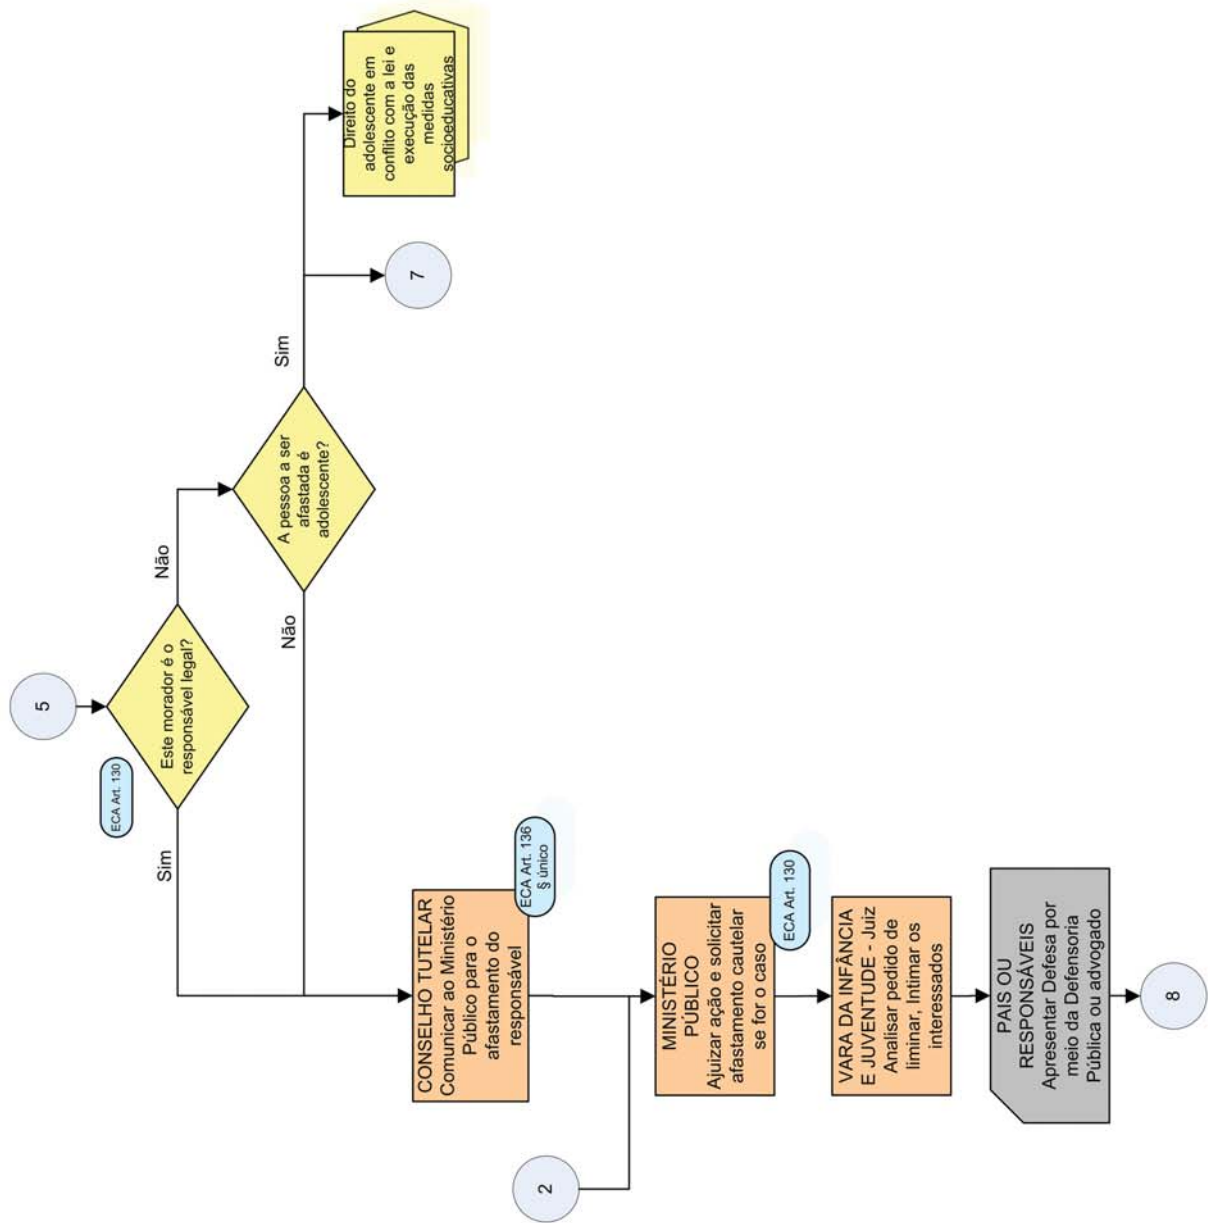 5
Este morador é o
responsável legal?
ECA Art. 130
Sim
Não
A pessoa a ser
afastada é
adolescente?
Não
Sim
7
Direito do
adolescente em
conflito com a lei e
execução das
medidas
socioeducativas
CONSELHO TUTELAR
Comunicar ao Ministério
Público para o
afastamento do
responsável
ECA Art. 136
§ único
2
MINISTÉRIO
PÚBLICO
Ajuizar ação e solicitar
afastamento cautelar
se for o caso
ECA Art. 130
VARA DA INFÂNCIA
E JUVENTUDE - Juiz
Analisar pedido de
liminar, Intimar os
interessados
PAIS OU
RESPONSÁVEIS
Apresentar Defesa por
meio da Defensoria
Pública ou advogado
8